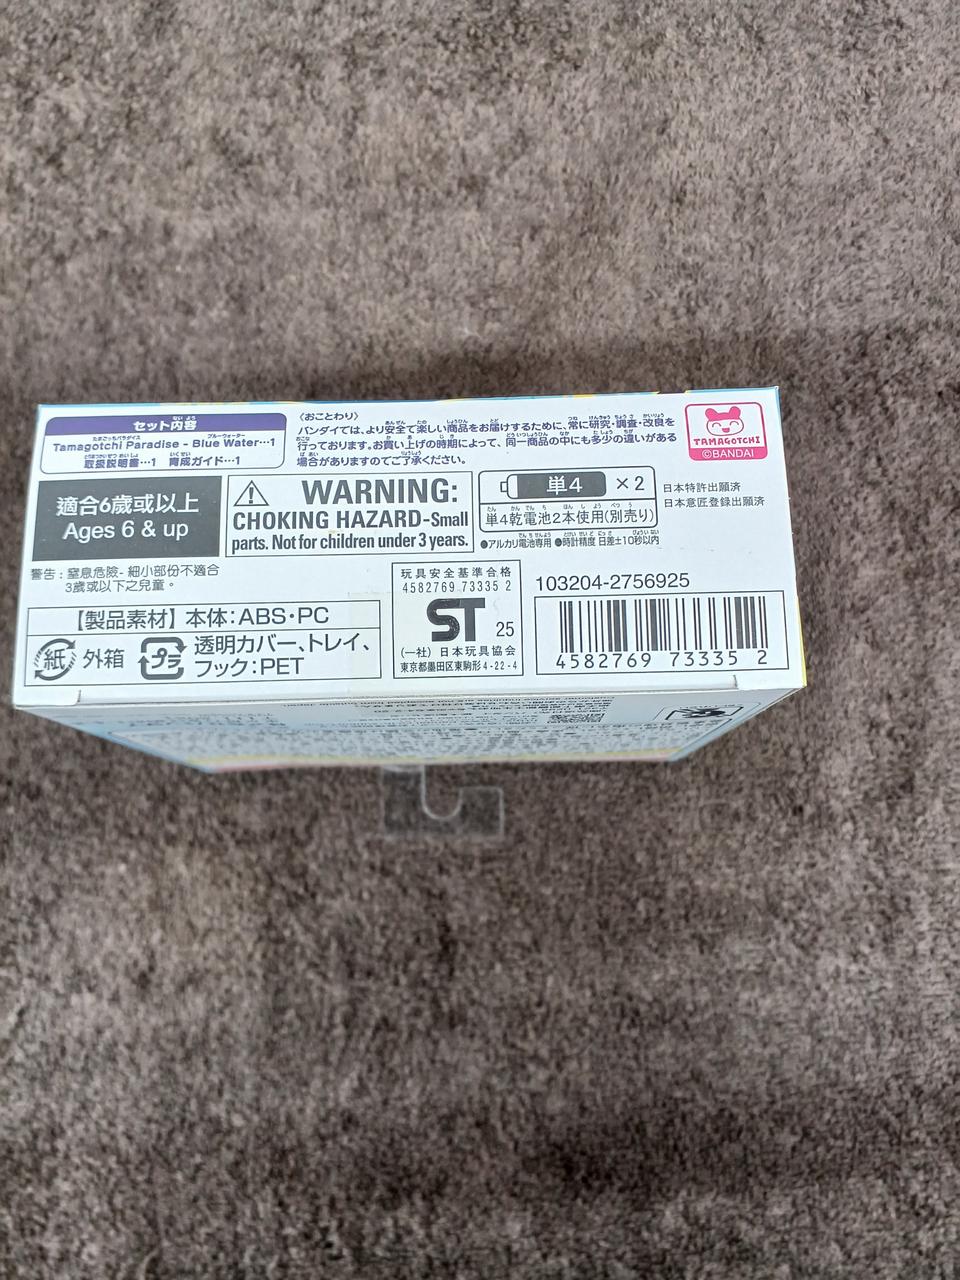 セット内容
Tamagotchi Paradise - Blue Water…1
取扱説明書…1 育成ガイド…1
〈おことわり〉
バンダイでは、より安全で楽しい商品をお届けするために、常に研究・調査・改良を
行っております。お買い上げの時期によって、同一商品の中にも多少の違いがある
場合がありますのでご了承ください。
TAMAGOTCHI
©BANDAI
適合6歲或以上
Ages 6 & up
WARNING:
CHOKING HAZARD-Small
parts. Not for children under 3 years.
単4 ×2
単4乾電池2本使用(別売り)
●アルカリ電池専用 ●時計精度 日差±10秒以内
日本特許出願済
日本意匠登録出願済
警告:窒息危險-細小部份不適合
3歲或以下之兒童。
【製品素材】本体:ABS・PC
紙 外箱
プラ 透明カバー、トレイ、
フック:PET
玩具安全基準合格
4582769 73335 2
ST 25
(一社) 日本玩具協会
東京都墨田区東駒形4-22-4
103204-2756925
4582769 73335 2